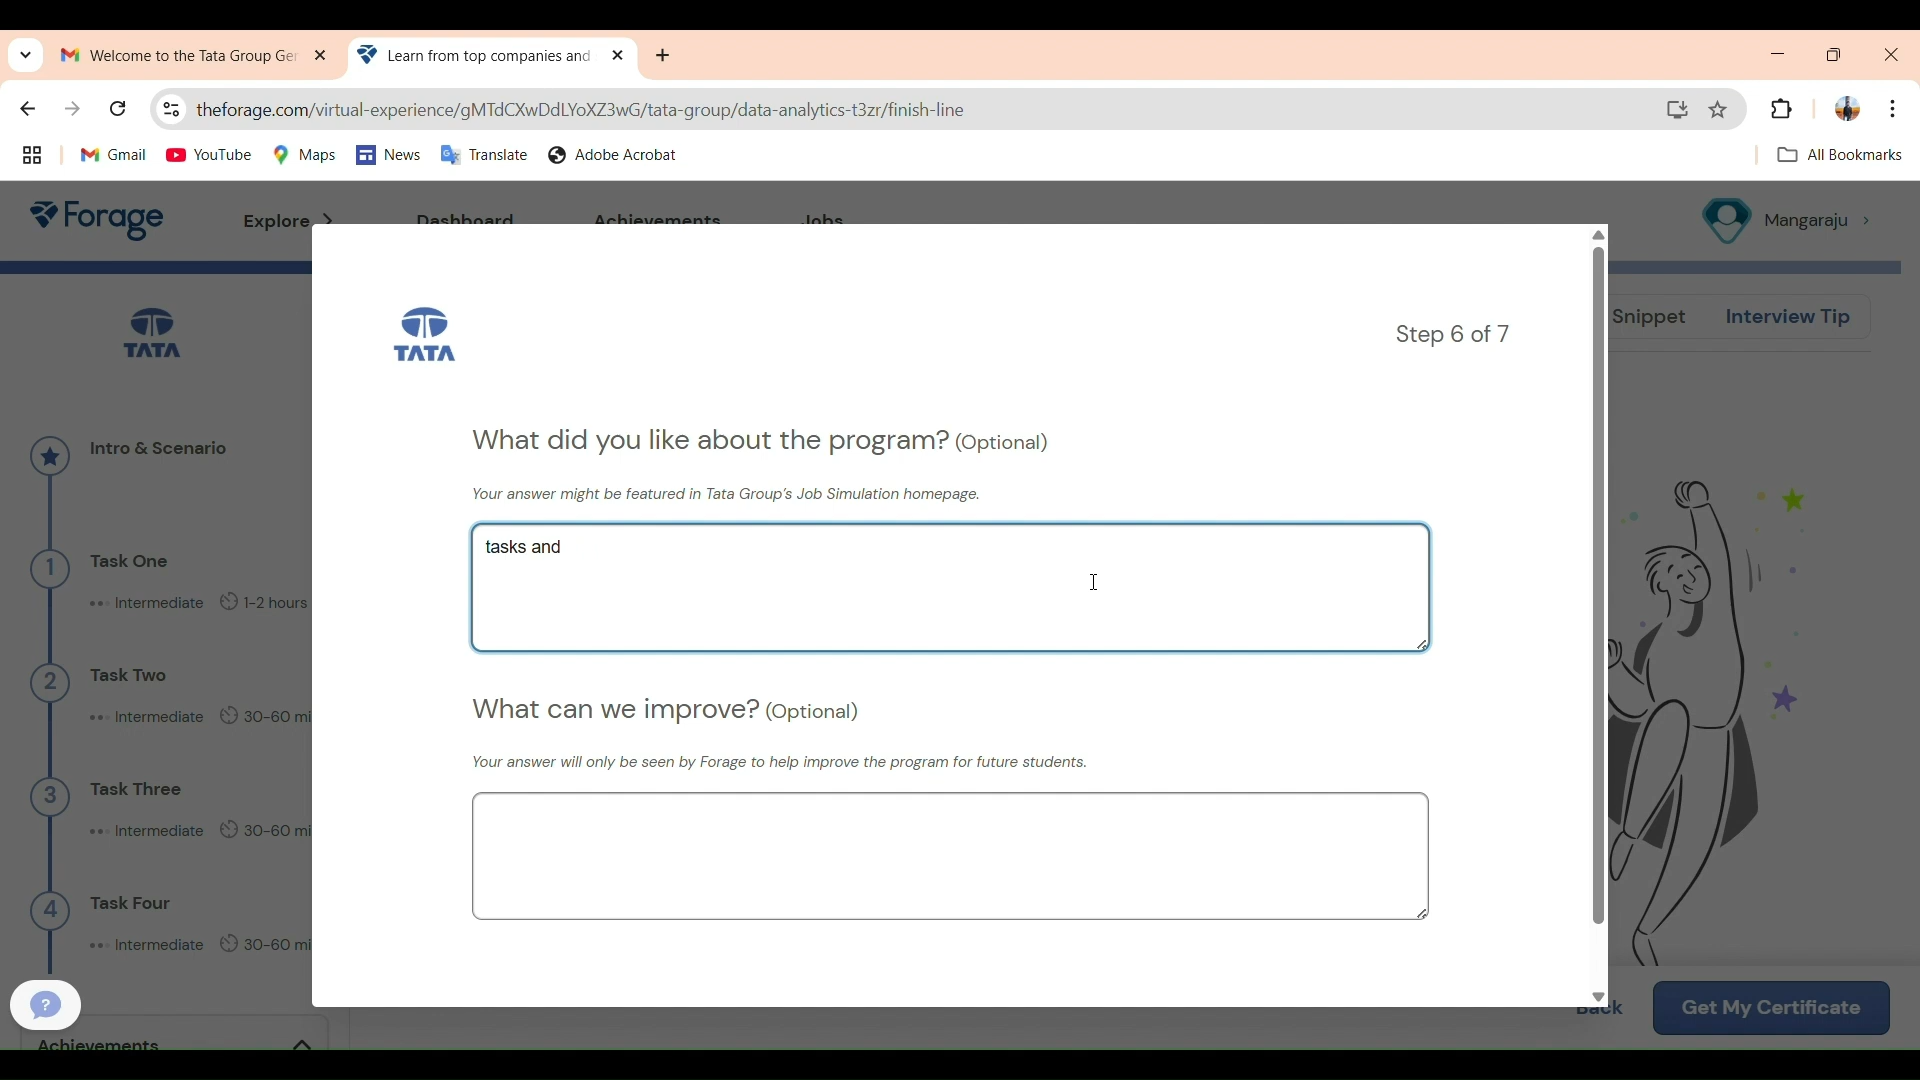 Welcome to the Tata Group Ger
Learn from top companies and
theforage.com/virtual-experience/gMTdCXwDdLYoXZ3wG/tata-group/data-analytics-t3zr/finish-line
Gmail YouTube Maps News Translate Adobe Acrobat All Bookmarks
Forage Explore Dashboard Achievements Jobs Mangaraju
TATA
Intro & Scenario
1 Task One
Intermediate 1-2 hours
2 Task Two
Intermediate 30-60 mi
3 Task Three
Intermediate 30-60 mi
4 Task Four
Intermediate 30-60 mi
?
Achievements
TATA
Step 6 of 7
What did you like about the program? (Optional)
Your answer might be featured in Tata Group's Job Simulation homepage.
tasks and
What can we improve? (Optional)
Your answer will only be seen by Forage to help improve the program for future students.
Snippet Interview Tip
Back Get My Certificate